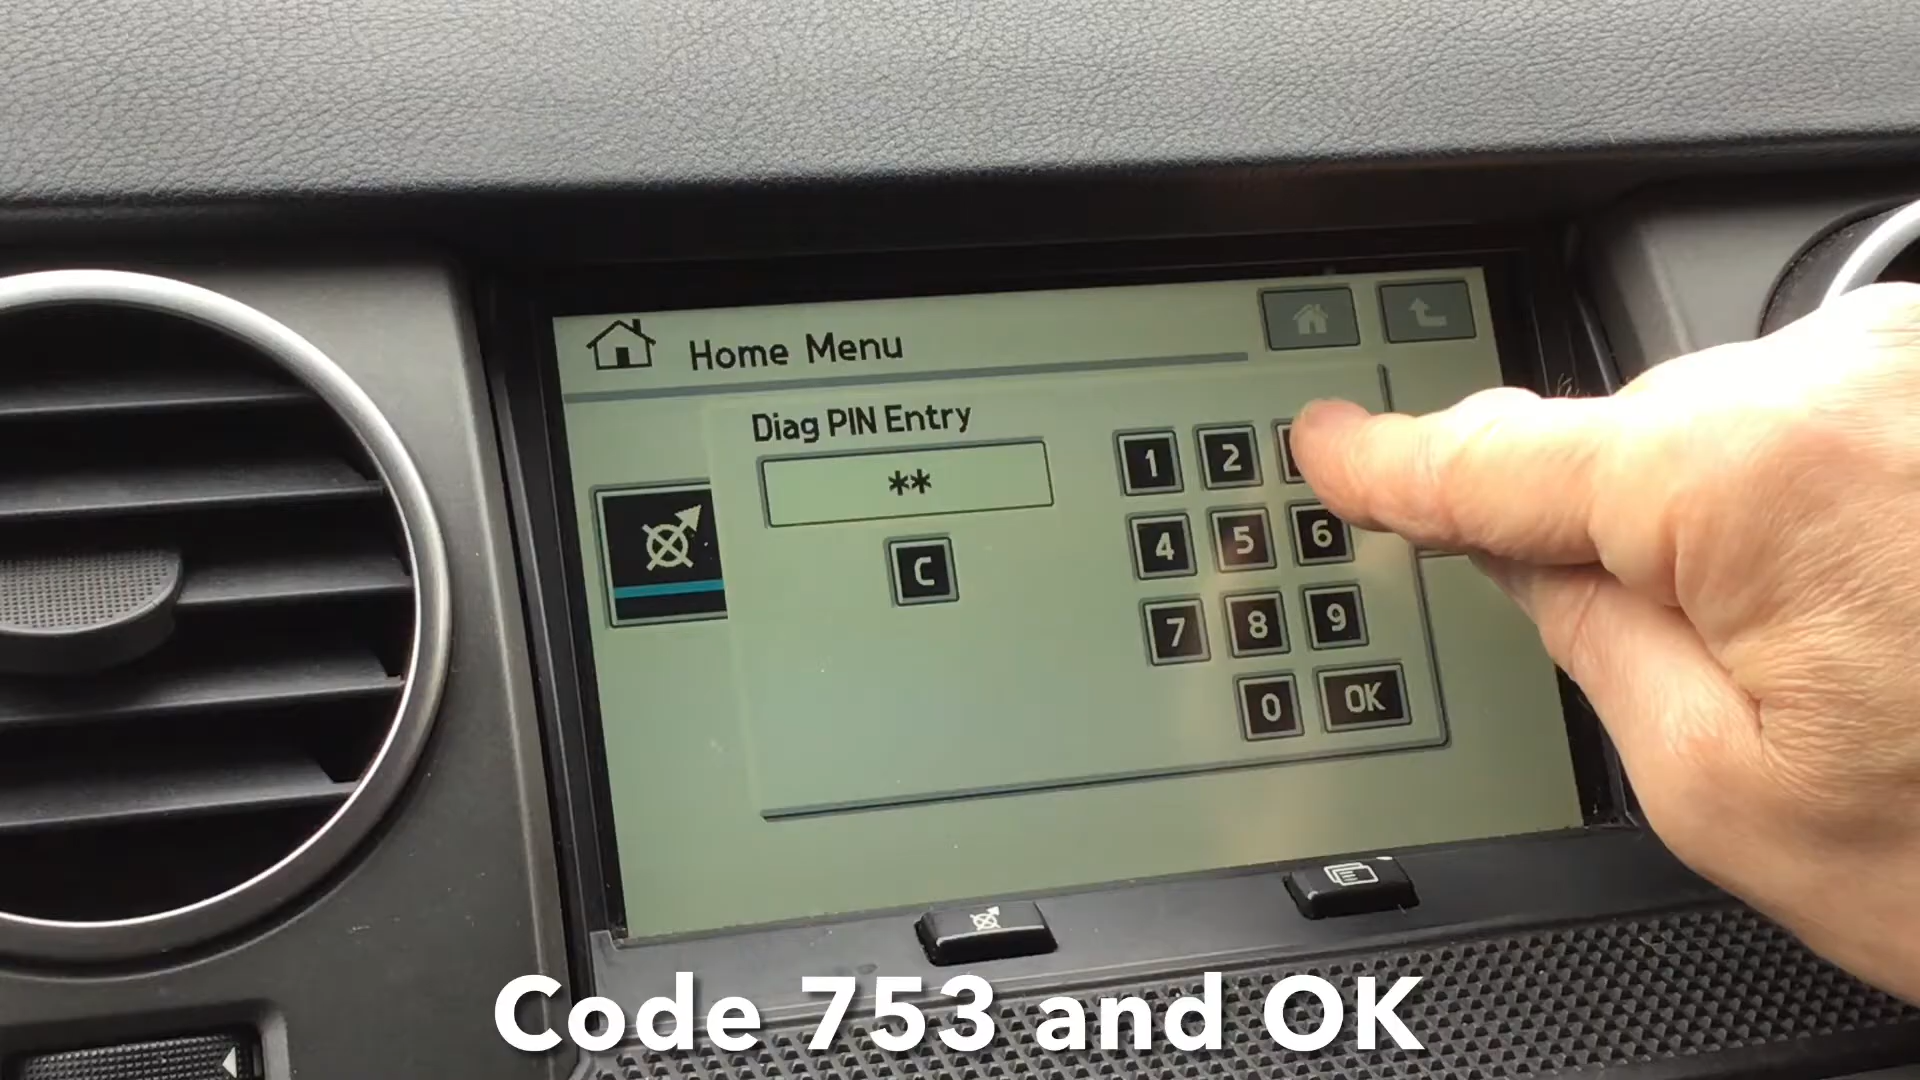 Home Menu
Diag PIN Entry
**
1 2
4 5 6
C
7 8 9
0 OK
Code 753 and OK